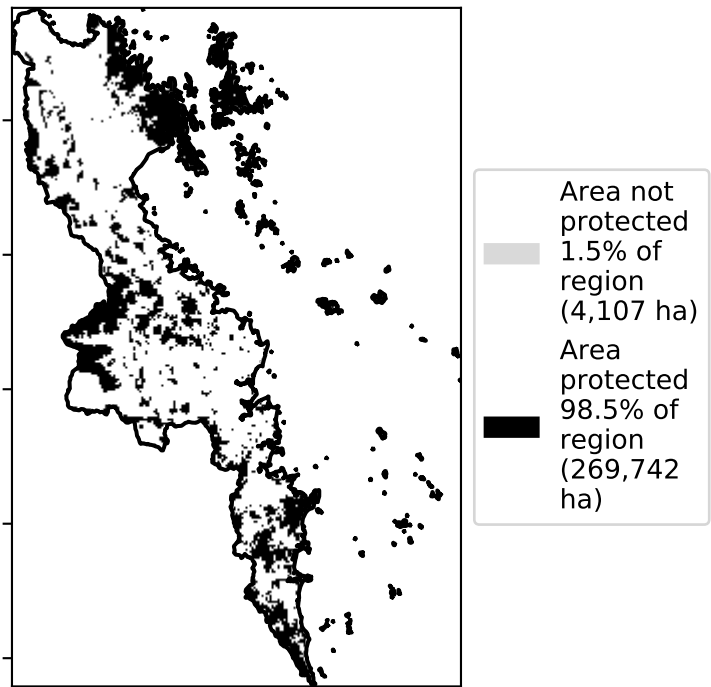 Area not
protected
1.5% of
region
(4,107 ha)
Area
protected
98.5% of
region
(269,742
ha)